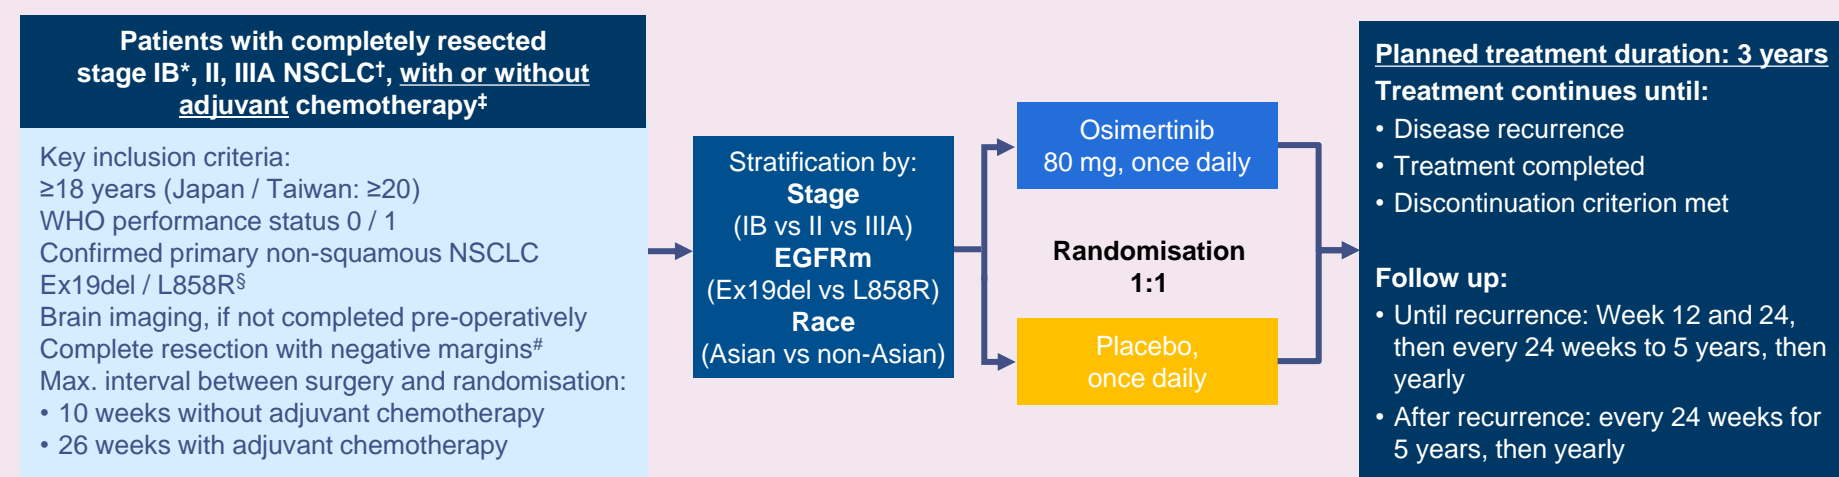 Patients with completely resected
stage IB*, II, IIIA NSCLC†, with or without
adjuvant chemotherapy‡
Key inclusion criteria:
≥18 years (Japan / Taiwan: ≥20)
WHO performance status 0 / 1
Confirmed primary non-squamous NSCLC
Ex19del / L858R§
Brain imaging, if not completed pre-operatively
Complete resection with negative margins#
Max. interval between surgery and randomisation:
• 10 weeks without adjuvant chemotherapy
• 26 weeks with adjuvant chemotherapy
Stratification by:
Stage
(IB vs II vs IIIA)
EGFRm
(Ex19del vs L858R)
Race
(Asian vs non-Asian)
Osimertinib
80 mg, once daily
Randomisation
1:1
Placebo,
once daily
Planned treatment duration: 3 years
Treatment continues until:
• Disease recurrence
• Treatment completed
• Discontinuation criterion met
Follow up:
• Until recurrence: Week 12 and 24,
then every 24 weeks to 5 years, then
yearly
• After recurrence: every 24 weeks for
5 years, then yearly